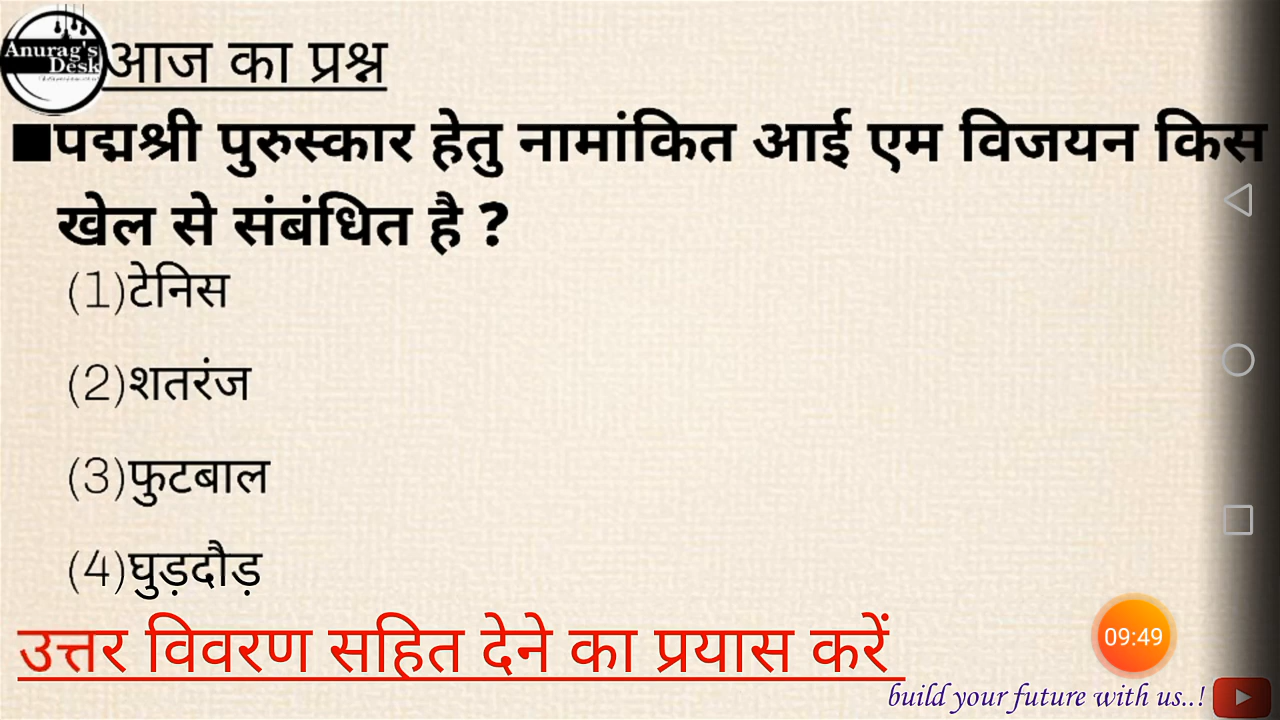 Anurag's
Desk
आज का प्रश्न
■पद्मश्री पुरुस्कार हेतु नामांकित आई एम विजयन किस
खेल से संबंधित है ?
(1)टेनिस
(2)शतरंज
(3)फुटबाल
(4)घुड़दौड़
उत्तर विवरण सहित देने का प्रयास करें
09:49
build your future with us..!